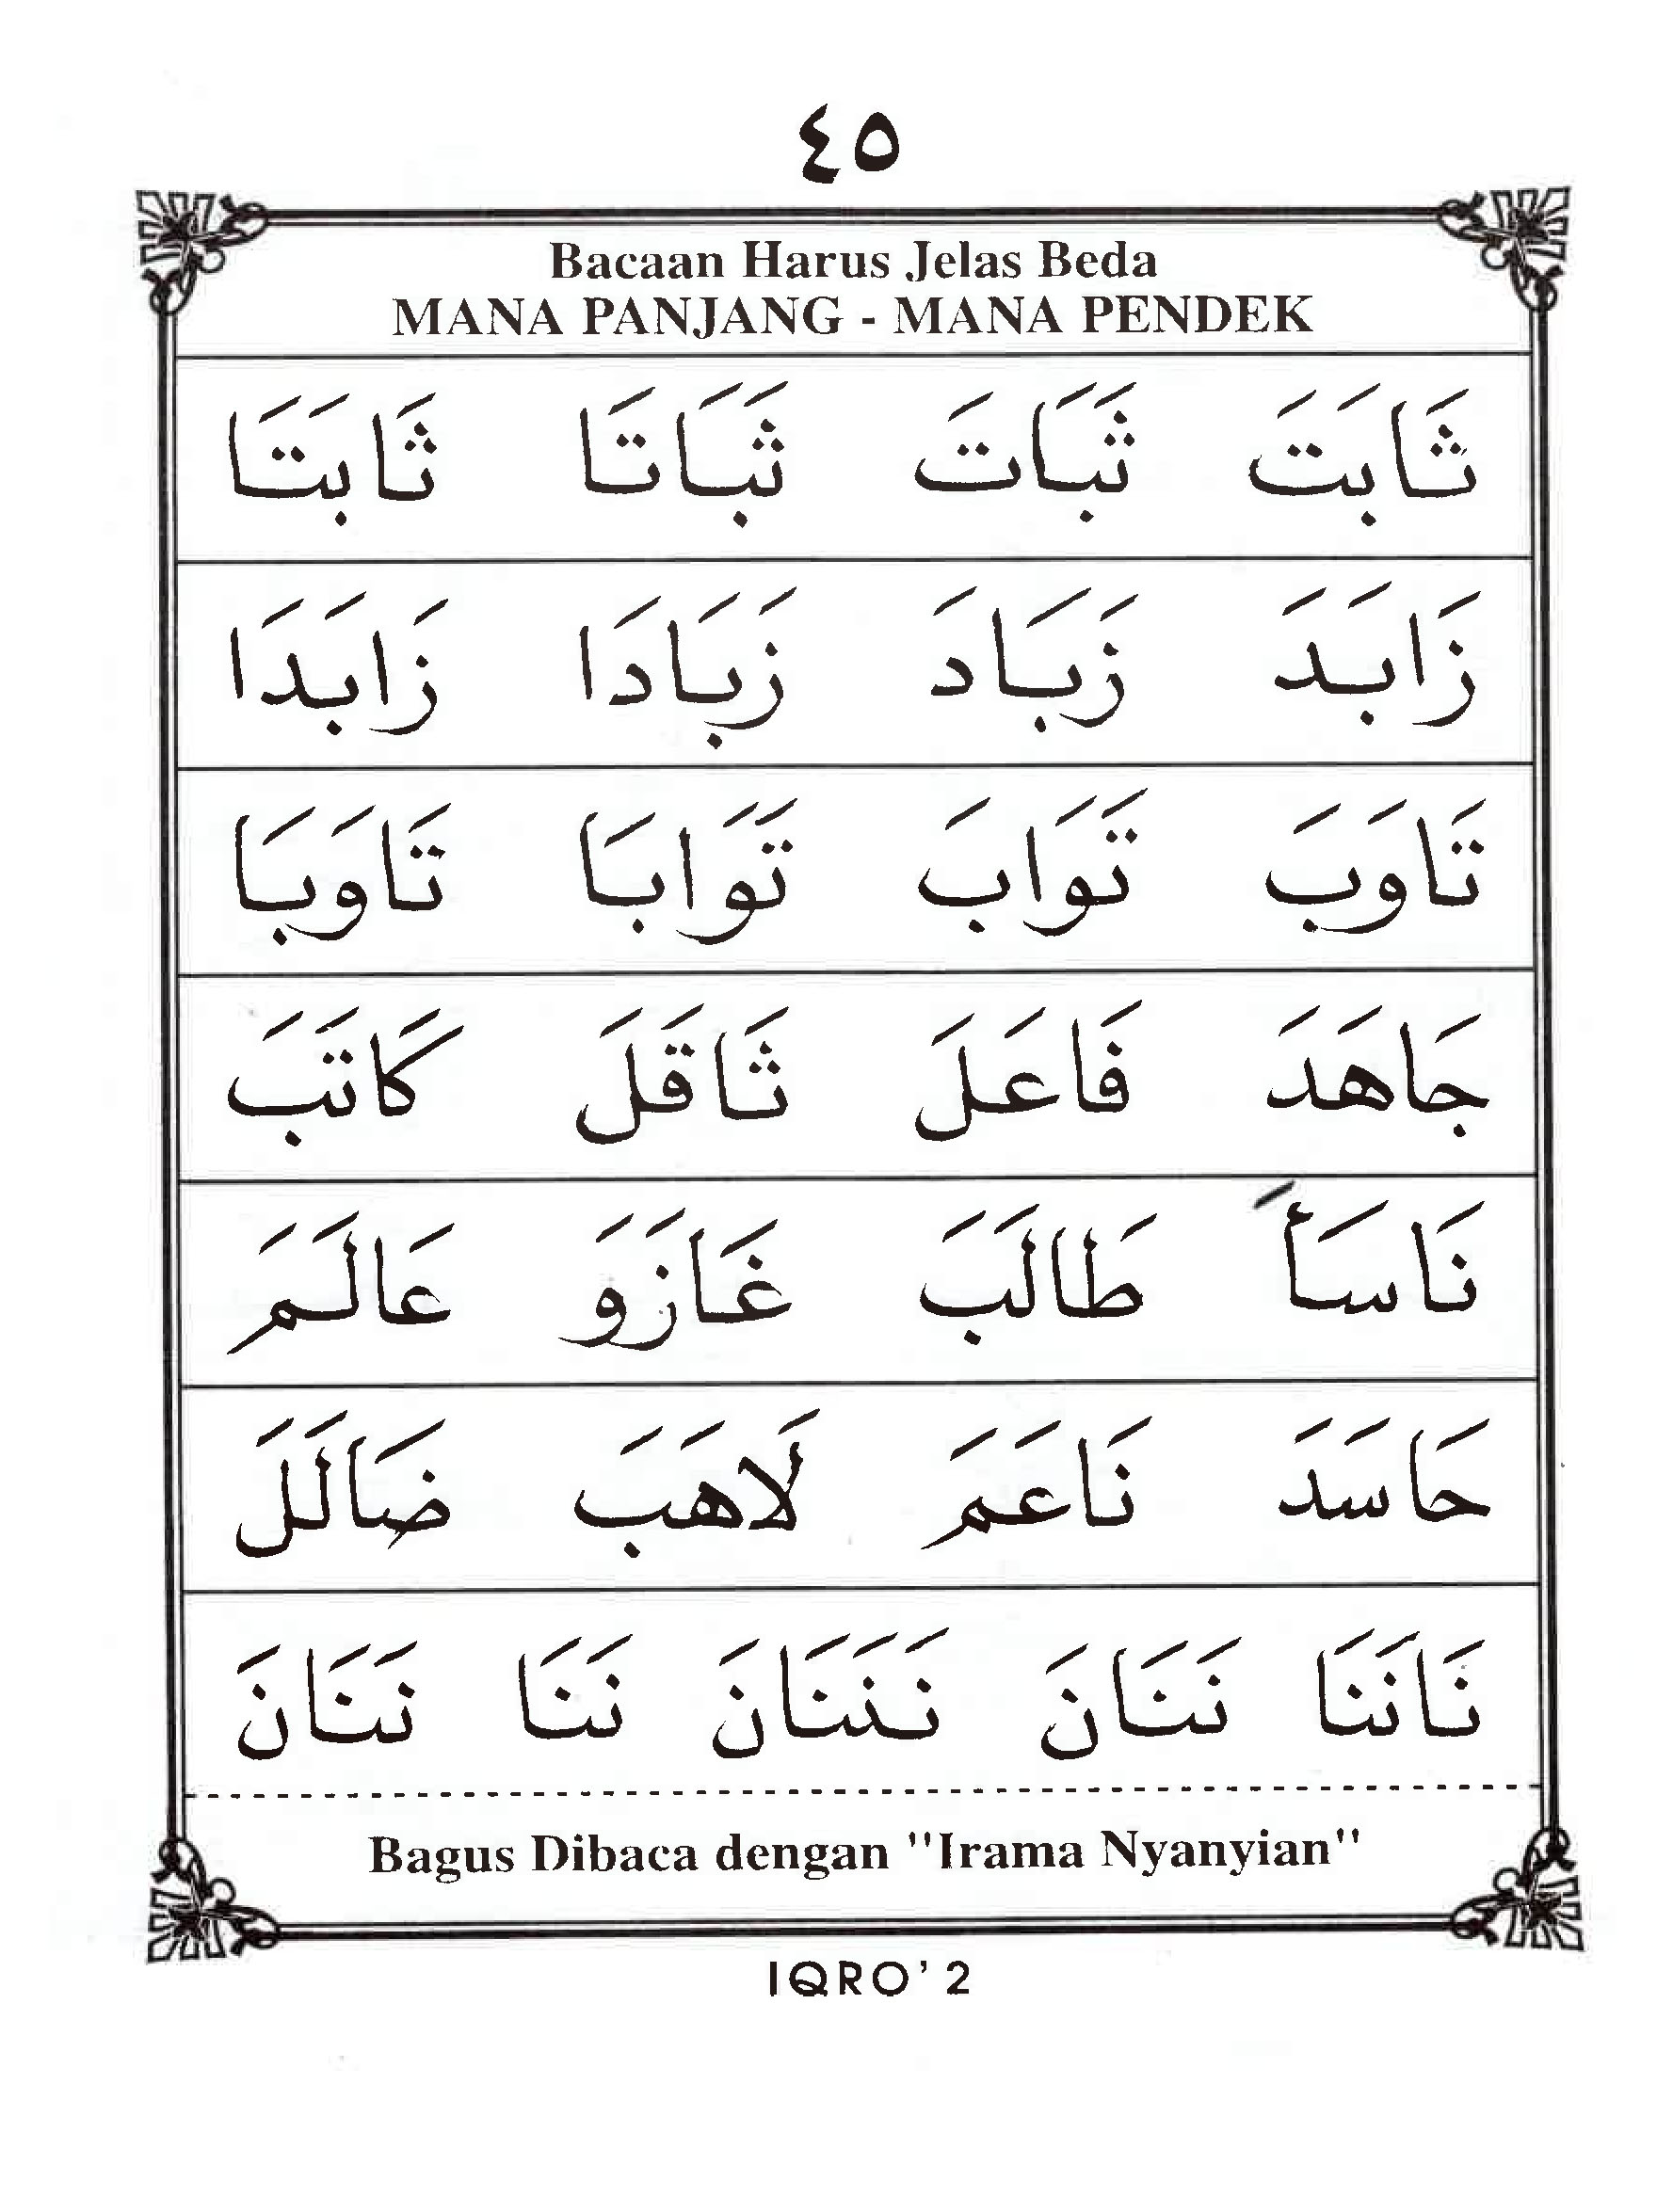 ٤٥
Bacaan Harus Jelas Beda
MANA PANJANG - MANA PENDEK
ثَابَتَ ثَبَاتَ ثَبَاتَا ثَابَتَا
زَابَدَ زَبَادَ زَبَادَا زَابَدَا
تَاوَبَ تَوَابَ تَوَابَا تَاوَبَا
جَاهَدَ فَاعَلَ ثَاقَلَ كَاتَبَ
نَاسَأَ طَالَبَ غَازَوَ عَالَمَ
حَاسَدَ نَاعَمَ لَاهَبَ ضَالَلَ
نَانَنَا نَنَانَ نَنَنَانَ نَنَا نَنَانَ
Bagus Dibaca dengan "Irama Nyanyian"
IQRO' 2